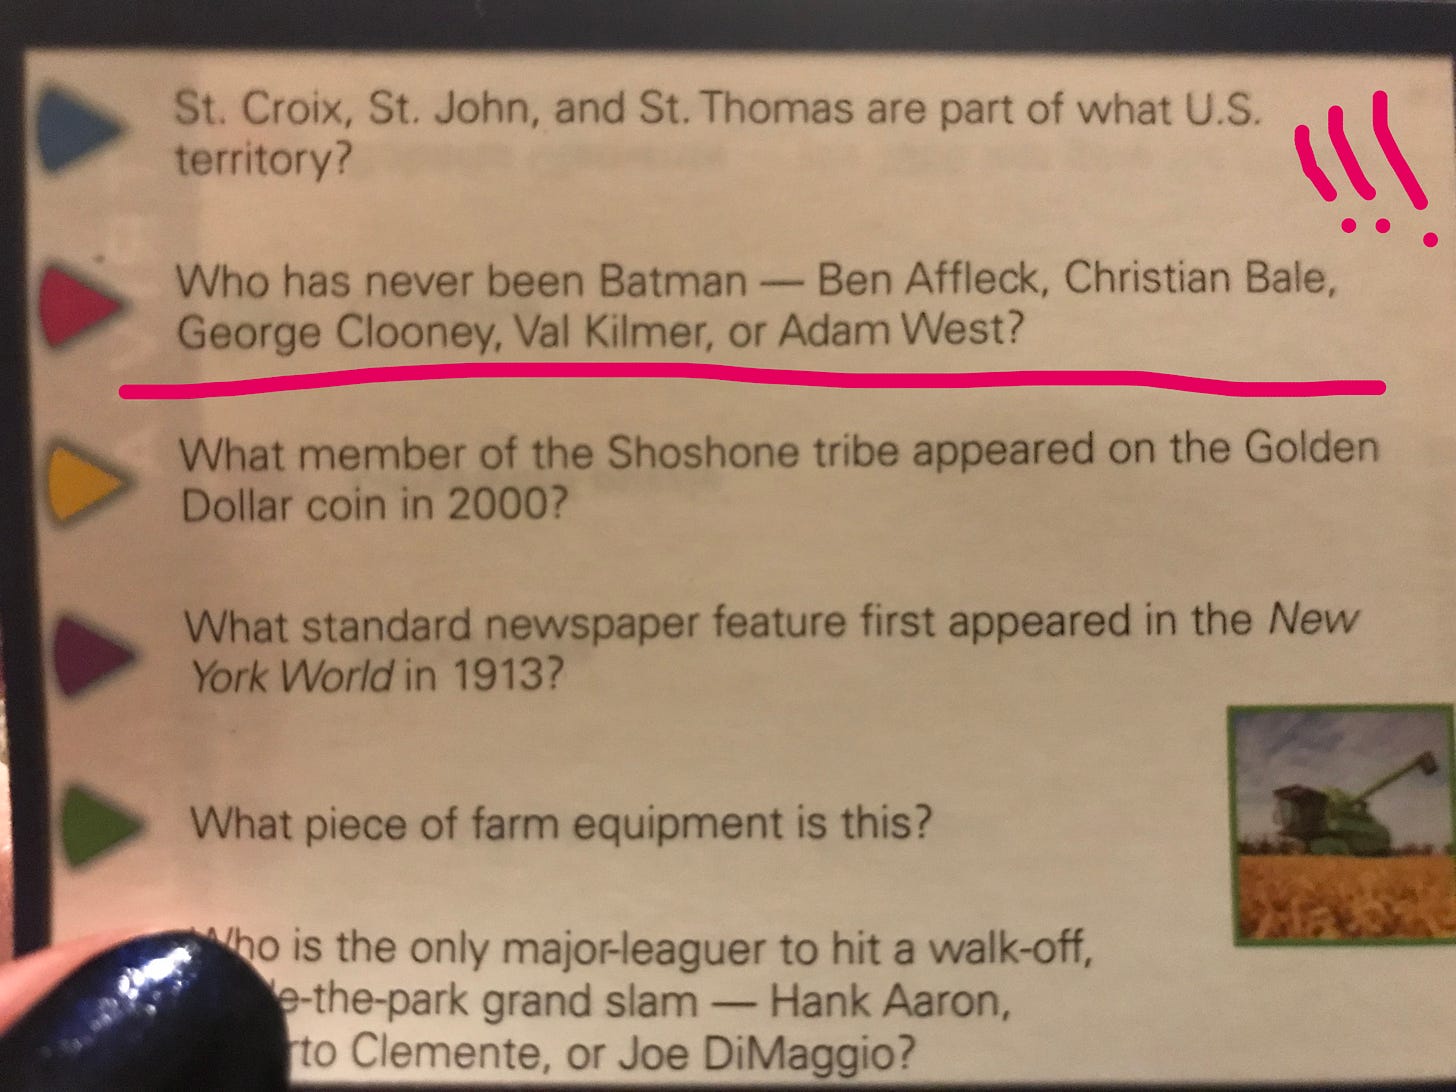 St. Croix, St. John, and St. Thomas are part of what U.S.
territory?
Who has never been Batman — Ben Affleck, Christian Bale,
George Clooney, Val Kilmer, or Adam West?
What member of the Shoshone tribe appeared on the Golden
Dollar coin in 2000?
What standard newspaper feature first appeared in the New
York World in 1913?
What piece of farm equipment is this?
Who is the only major-leaguer to hit a walk-off,
e-the-park grand slam — Hank Aaron,
rto Clemente, or Joe DiMaggio?